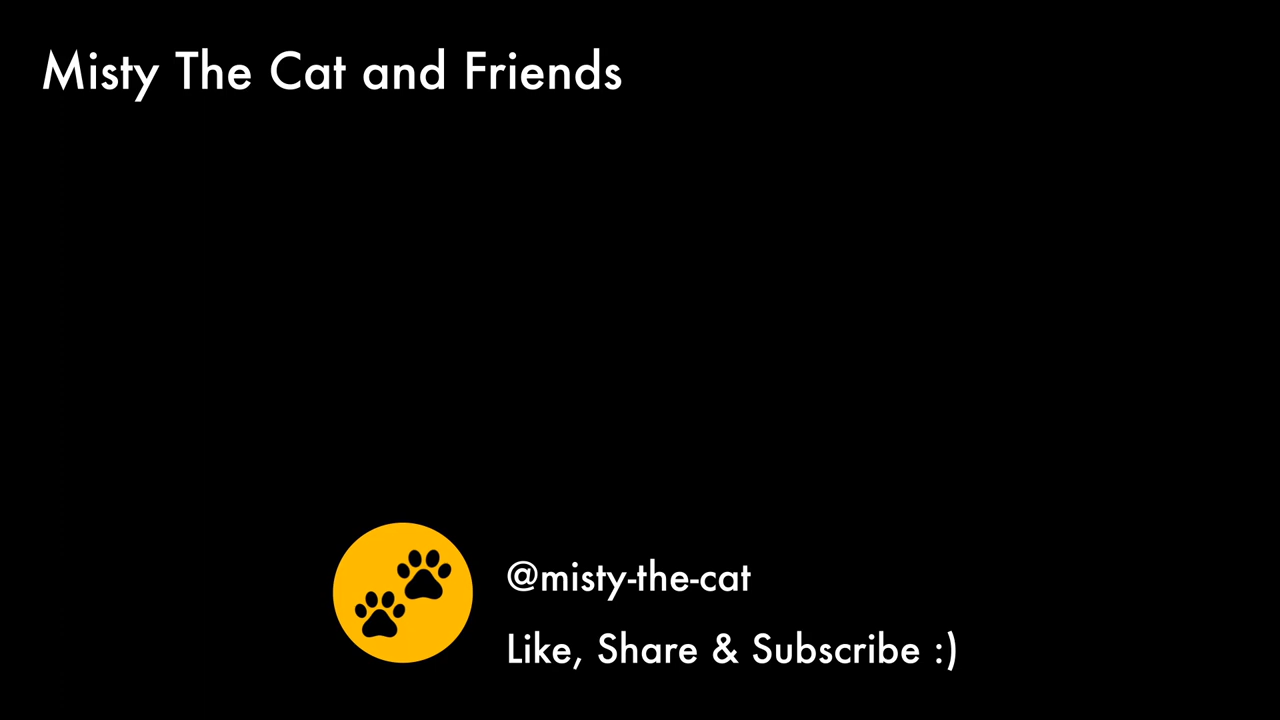 Misty The Cat and Friends
@misty-the-cat
Like, Share & Subscribe :)